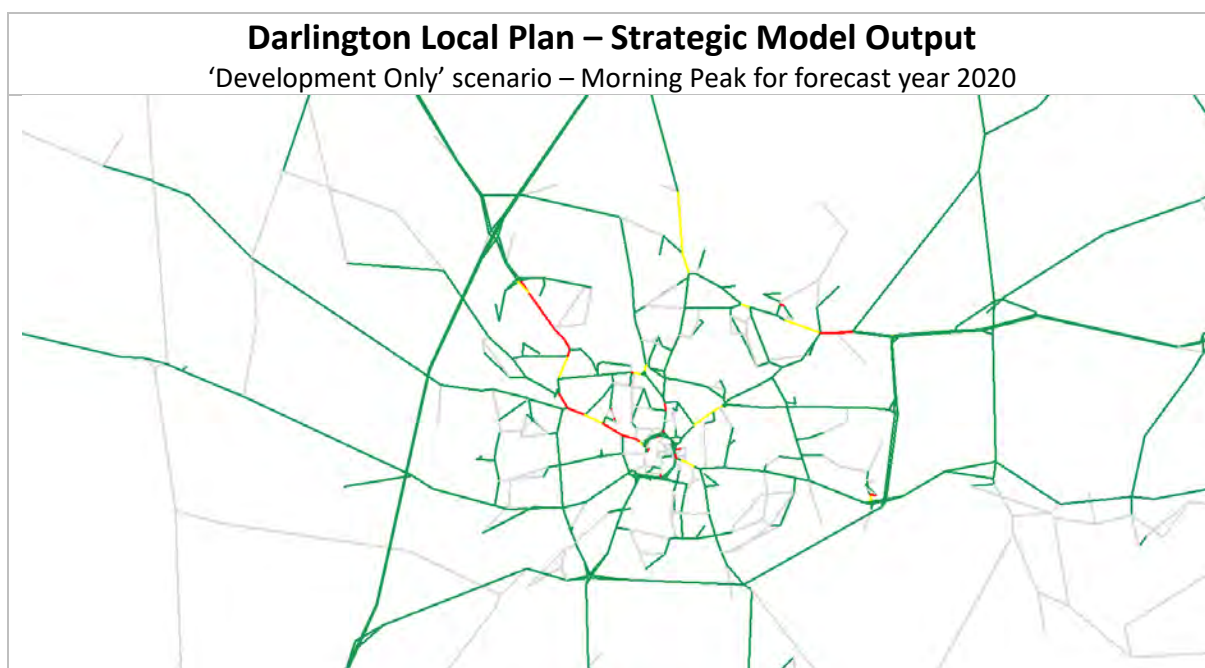 Darlington Local Plan – Strategic Model Output
‘Development Only’ scenario – Morning Peak for forecast year 2020